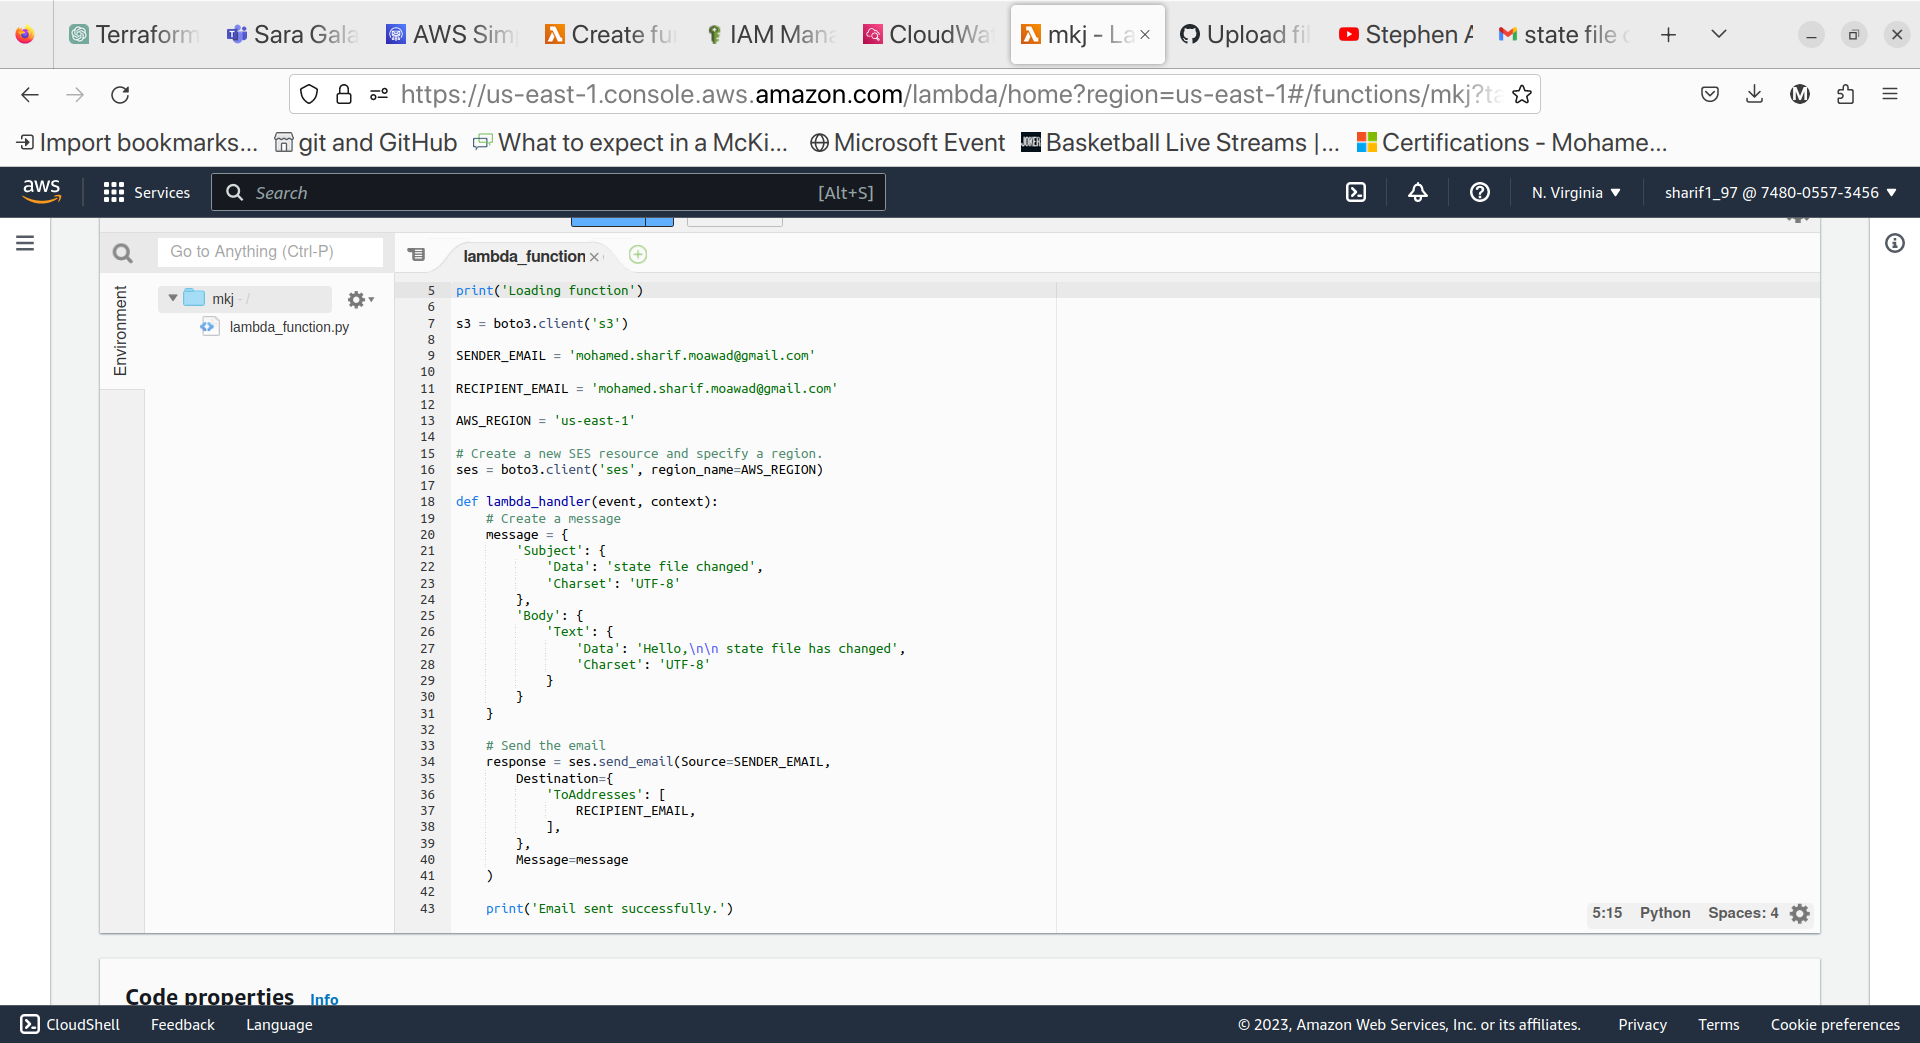 Terraform
Sara Gala
AWS Sim
Create fu
IAM Mana
CloudWa
mkj - La
Upload fil
Stephen A
state file c
https://us-east-1.console.aws.amazon.com/lambda/home?region=us-east-1#/functions/mkj?ta
Import bookmarks...
git and GitHub
What to expect in a McKi...
Microsoft Event
JOKER
Basketball Live Streams |...
Certifications - Mohame...
aws
Services
Search
[Alt+S]
N. Virginia
sharif1_97 @ 7480-0557-3456
Go to Anything (Ctrl-P)
lambda_function
Environment
mkj - /
lambda_function.py
5 print('Loading function')
6
7 s3 = boto3.client('s3')
8
9 SENDER_EMAIL = 'mohamed.sharif.moawad@gmail.com'
10
11 RECIPIENT_EMAIL = 'mohamed.sharif.moawad@gmail.com'
12
13 AWS_REGION = 'us-east-1'
14
15 # Create a new SES resource and specify a region.
16 ses = boto3.client('ses', region_name=AWS_REGION)
17
18 def lambda_handler(event, context):
19 # Create a message
20 message = {
21 'Subject': {
22 'Data': 'state file changed',
23 'Charset': 'UTF-8'
24 },
25 'Body': {
26 'Text': {
27 'Data': 'Hello,\n\n state file has changed',
28 'Charset': 'UTF-8'
29 }
30 }
31 }
32
33 # Send the email
34 response = ses.send_email(Source=SENDER_EMAIL,
35 Destination={
36 'ToAddresses': [
37 RECIPIENT_EMAIL,
38 ],
39 },
40 Message=message
41 )
42
43 print('Email sent successfully.')
5:15 Python Spaces: 4
Code properties Info
CloudShell
Feedback
Language
© 2023, Amazon Web Services, Inc. or its affiliates.
Privacy
Terms
Cookie preferences